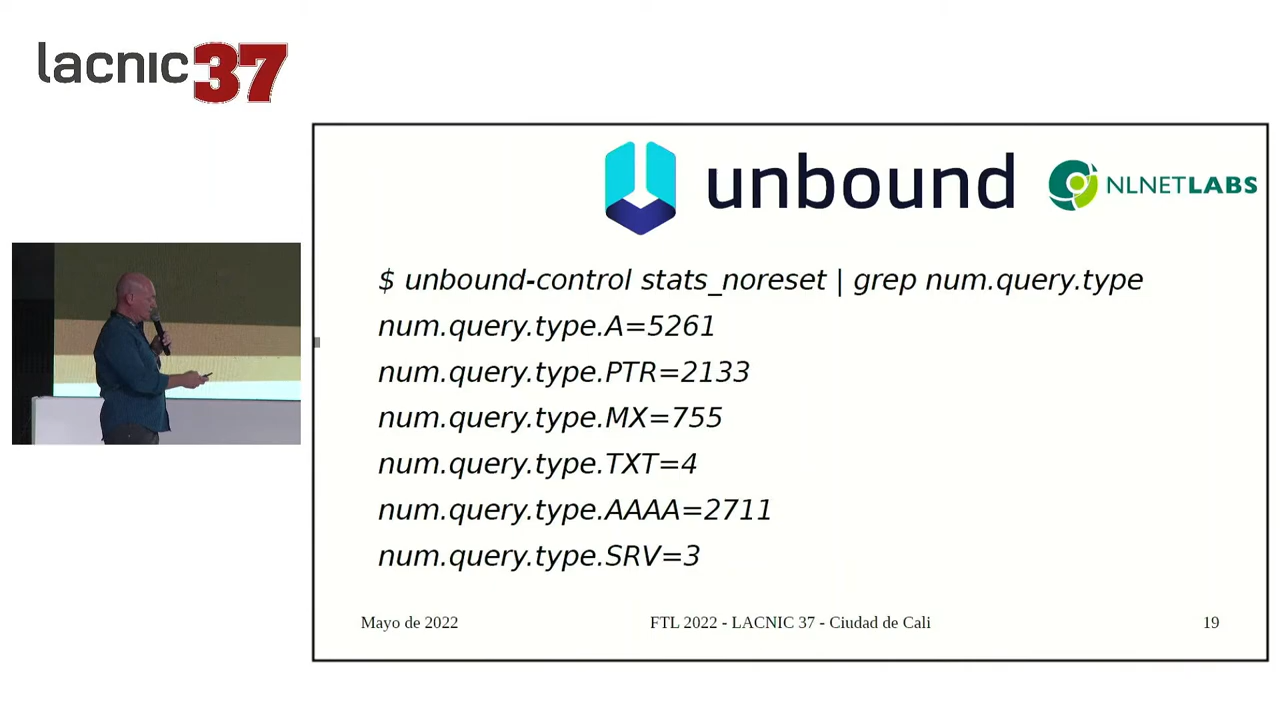 lacnic37
unbound
NLNETLABS
$ unbound-control stats_noreset | grep num.query.type
num.query.type.A=5261
num.query.type.PTR=2133
num.query.type.MX=755
num.query.type.TXT=4
num.query.type.AAAA=2711
num.query.type.SRV=3
Mayo de 2022
FTL 2022 - LACNIC 37 - Ciudad de Cali
19